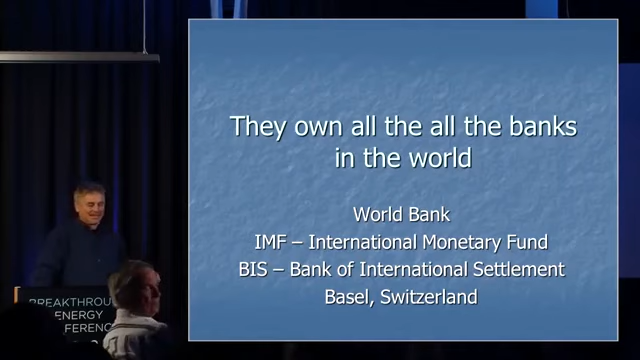 They own all the all the banks
in the world
World Bank
IMF – International Monetary Fund
BIS – Bank of International Settlement
Basel, Switzerland
BREAKTHROU
ENERGY